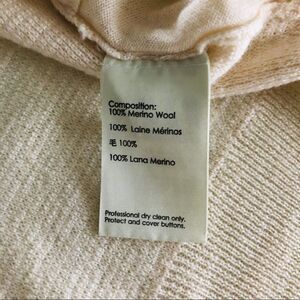 Composition:
100% Merino Wool
100% Laine Mérinos
毛 100%
100% Lana Merino
Professional dry clean only.
Protect and cover buttons.